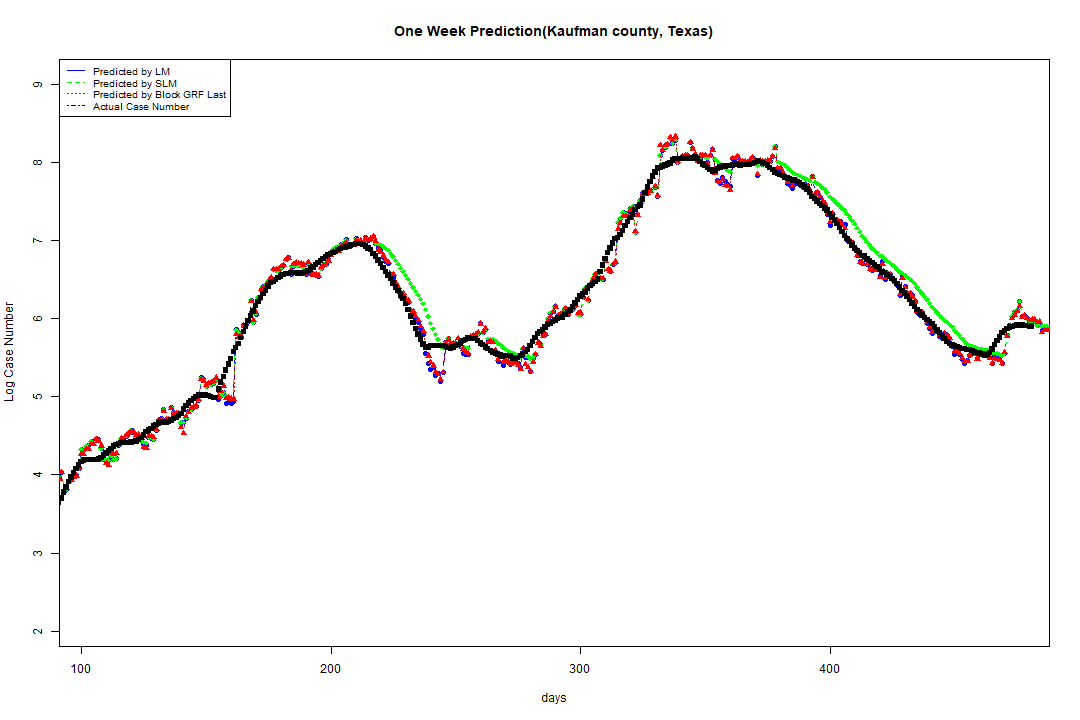 One Week Prediction(Kaufman county, Texas)
Predicted by LM
Predicted by SLM
Predicted by Block GRF Last
Actual Case Number
9
8
7
6
5
4
3
2
Log Case Number
100 200 300 400
days